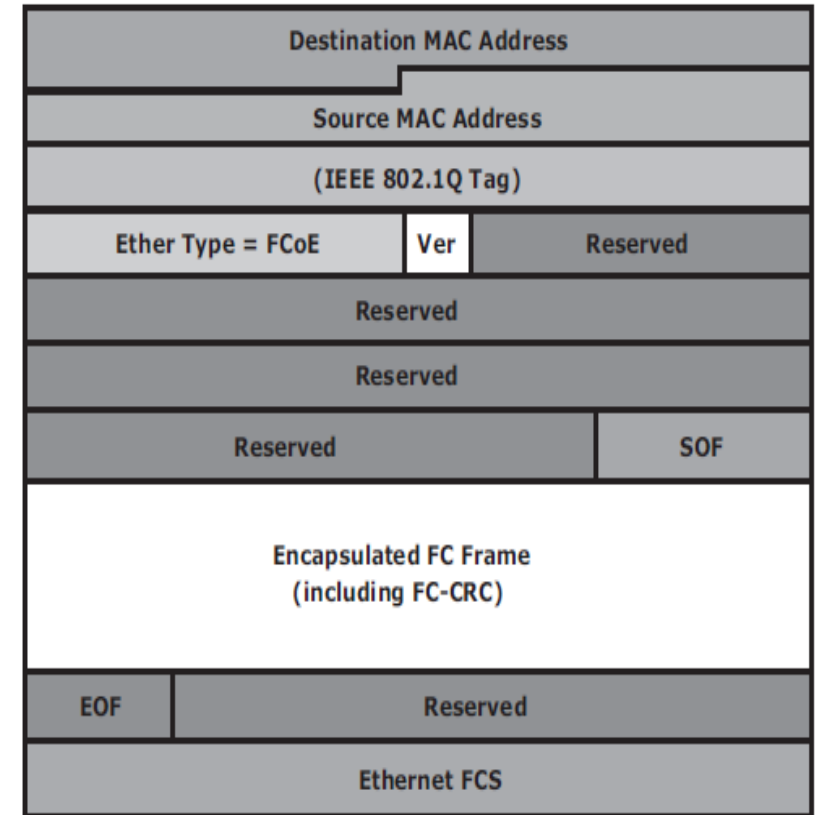 Destination MAC Address
Source MAC Address
(IEEE 802.1Q Tag)
Ether Type = FCoE Ver Reserved
Reserved
Reserved
Reserved SOF
Encapsulated FC Frame
(including FC-CRC)
EOF Reserved
Ethernet FCS